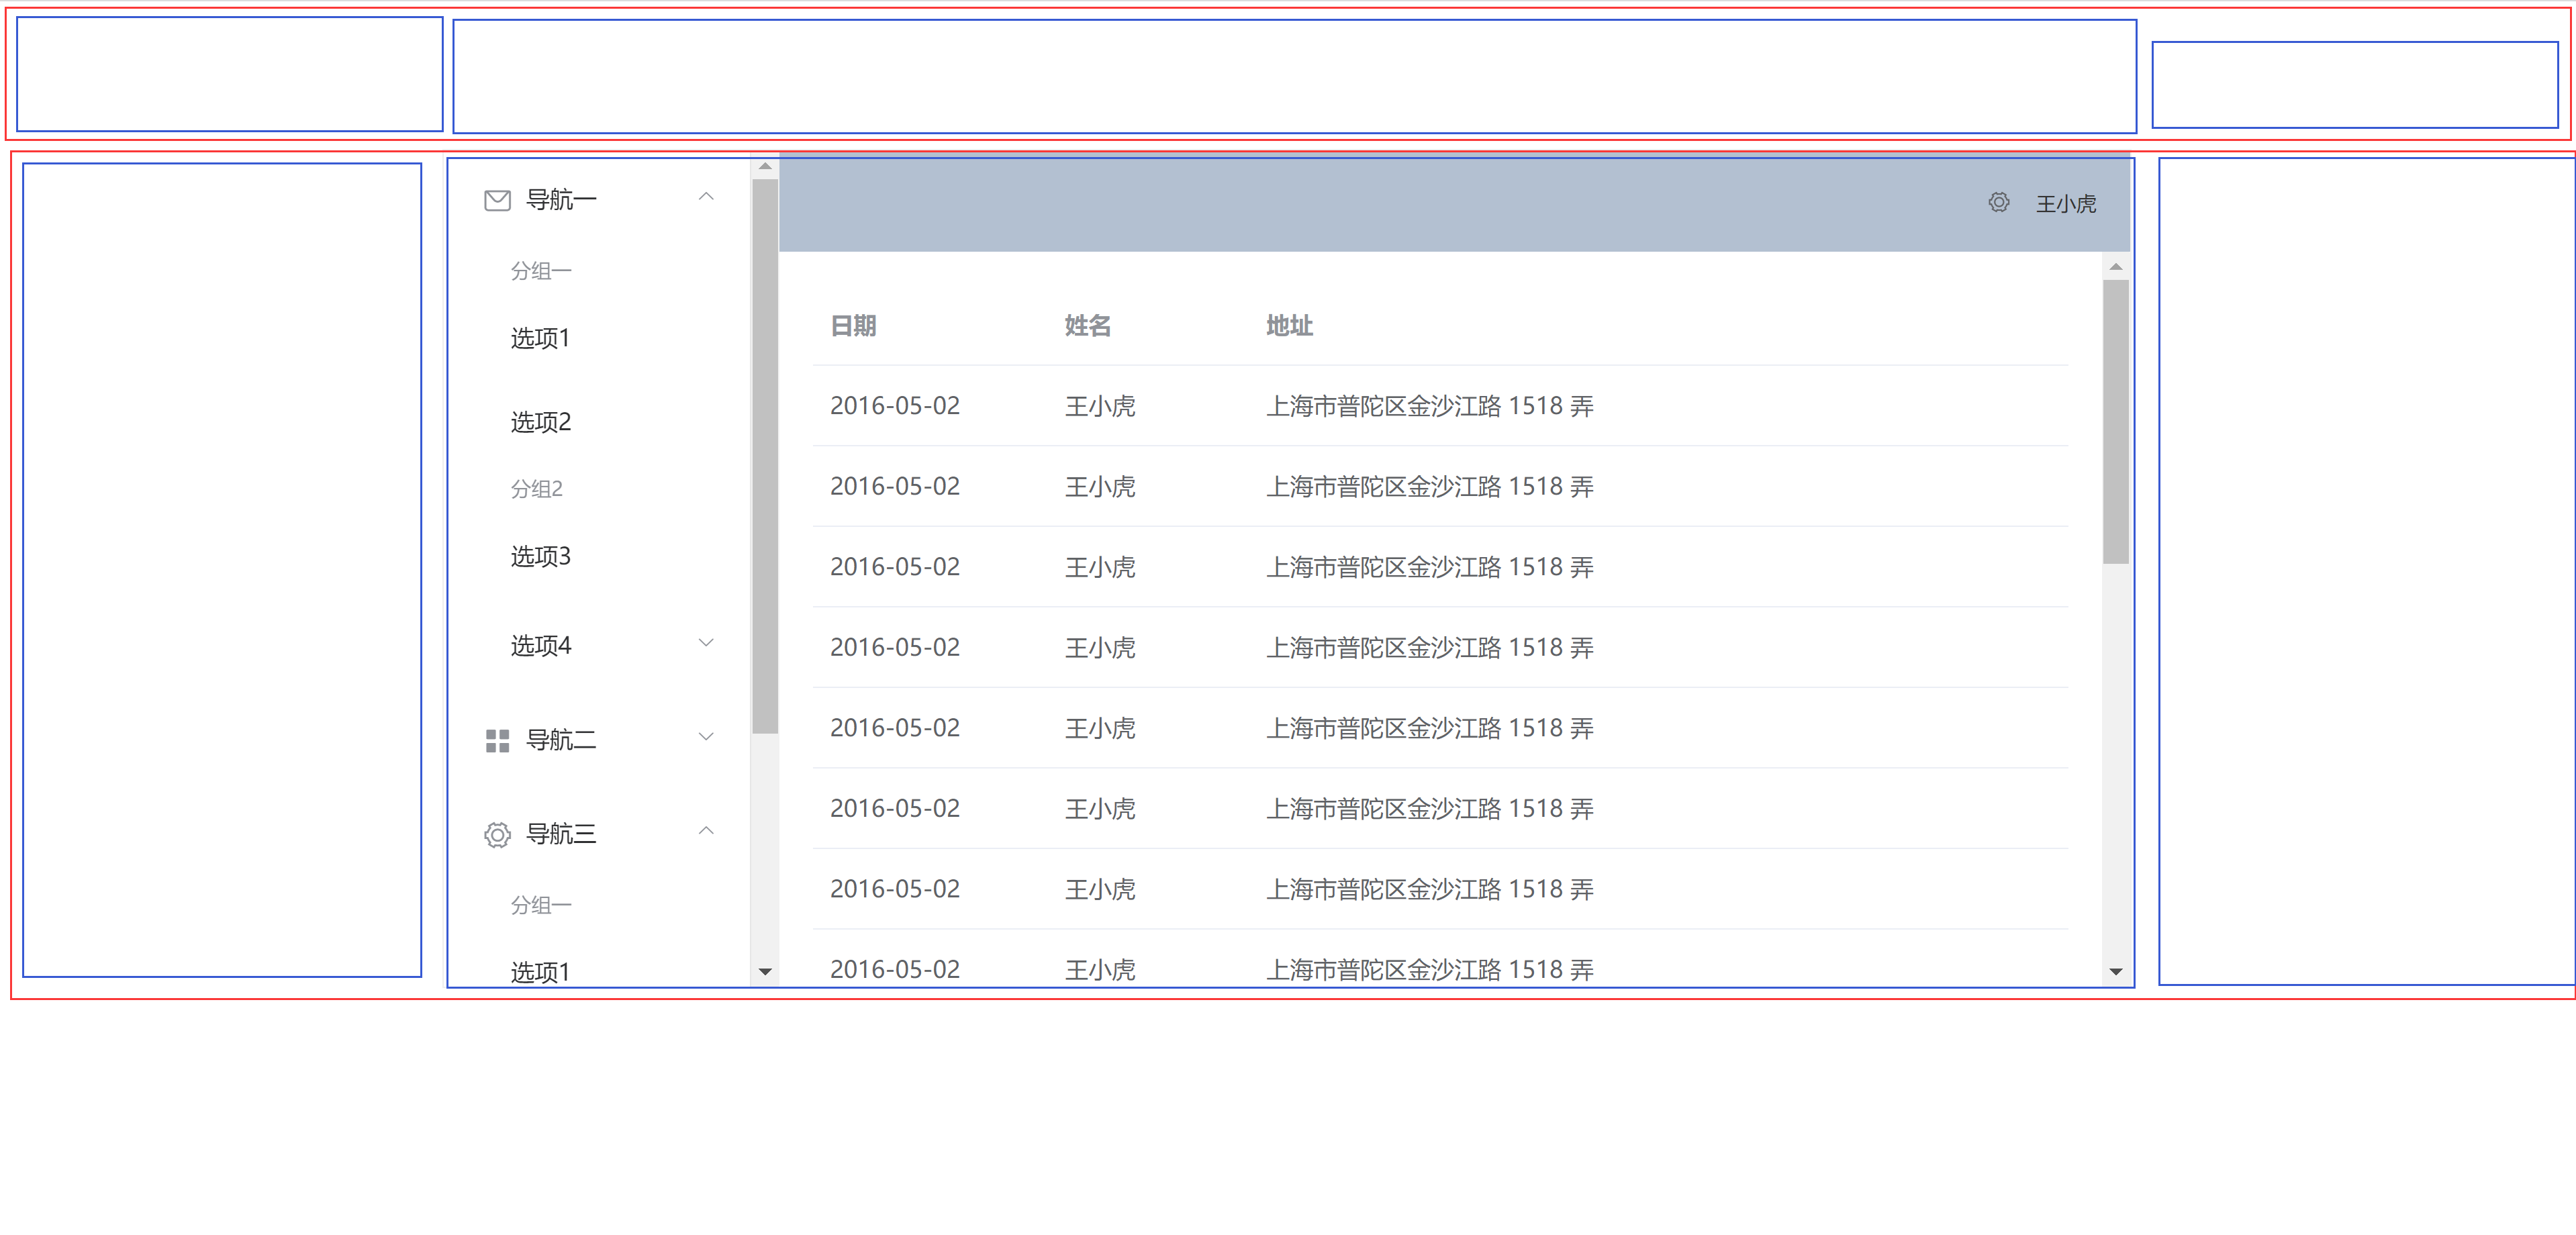 导航一
分组一
选项1
选项2
分组2
选项3
选项4
导航二
导航三
分组一
选项1
王小虎
日期 姓名 地址
2016-05-02 王小虎 上海市普陀区金沙江路 1518 弄
2016-05-02 王小虎 上海市普陀区金沙江路 1518 弄
2016-05-02 王小虎 上海市普陀区金沙江路 1518 弄
2016-05-02 王小虎 上海市普陀区金沙江路 1518 弄
2016-05-02 王小虎 上海市普陀区金沙江路 1518 弄
2016-05-02 王小虎 上海市普陀区金沙江路 1518 弄
2016-05-02 王小虎 上海市普陀区金沙江路 1518 弄
2016-05-02 王小虎 上海市普陀区金沙江路 1518 弄